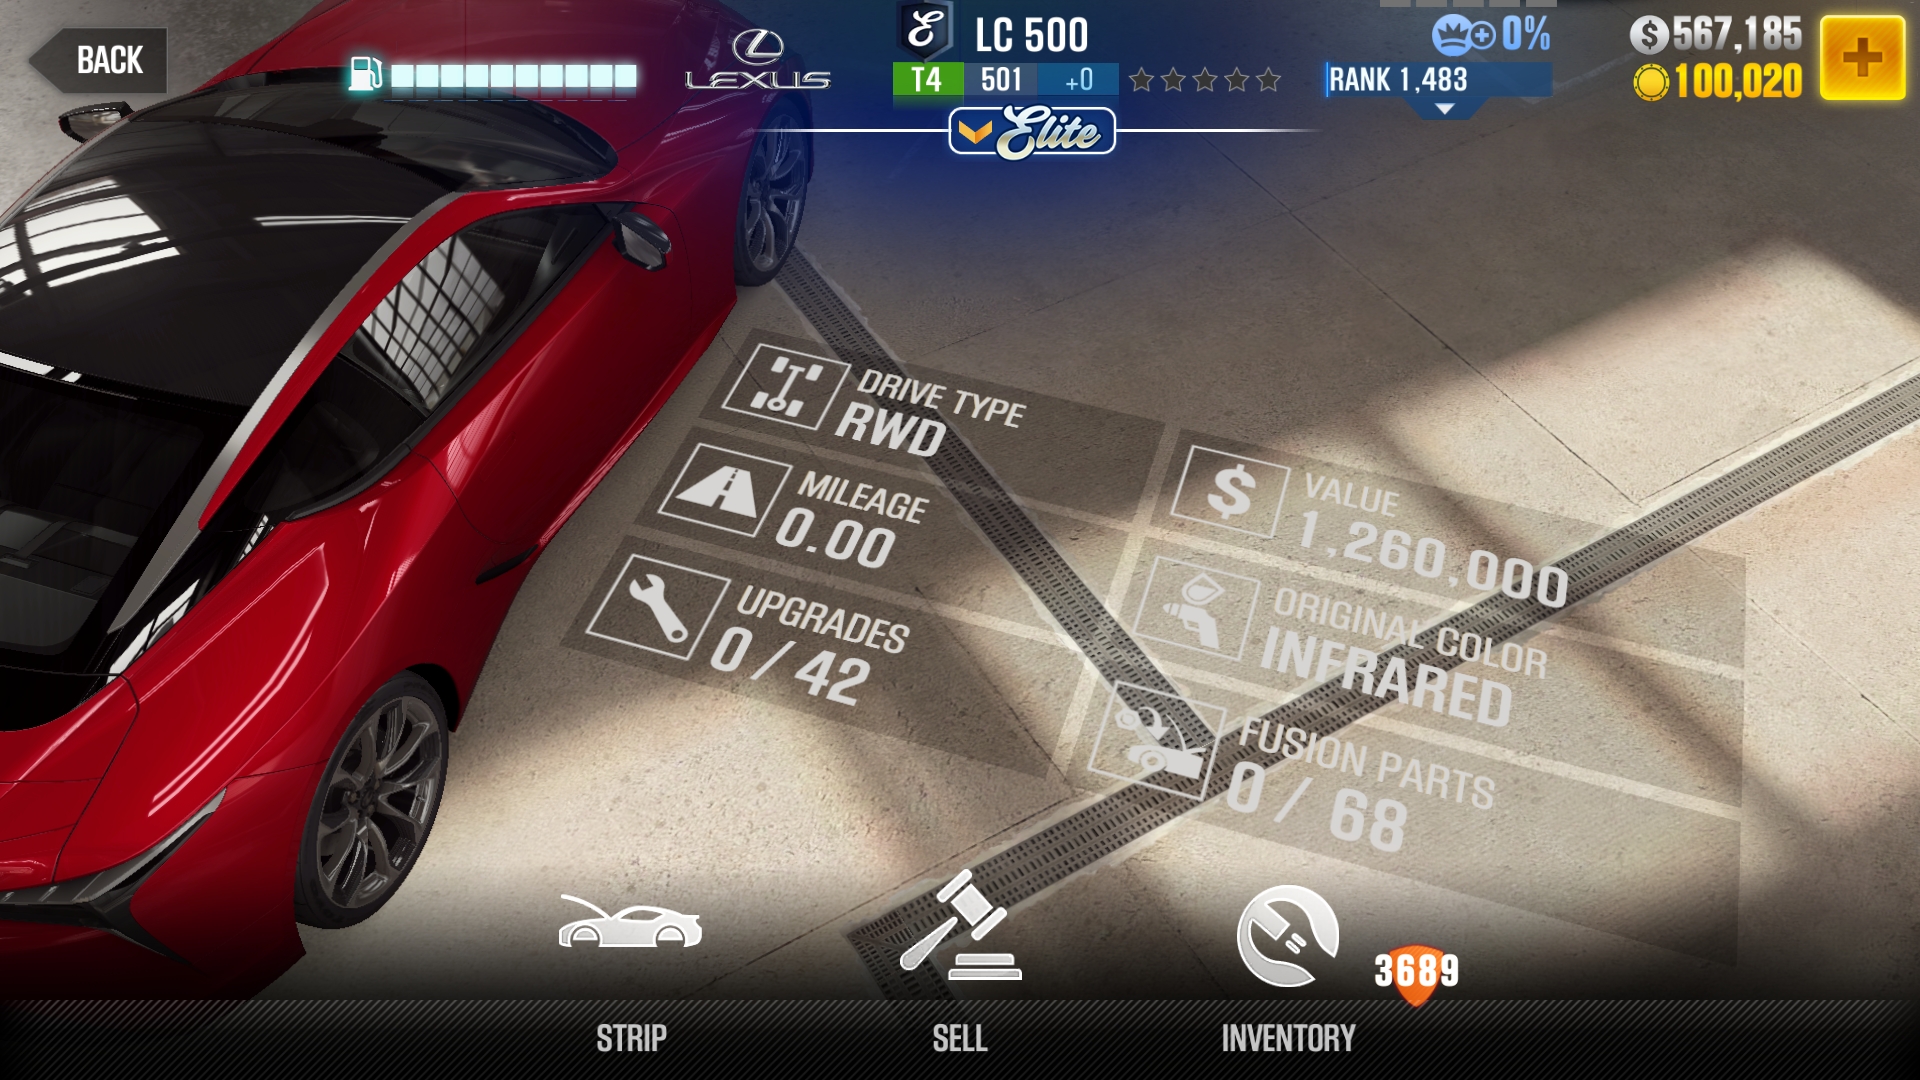 BACK
LEXUS
E
LC 500
T4 501 +0
Elite
0%
RANK 1,483
$ 567,185
100,020
+
DRIVE TYPE
RWD
MILEAGE
0.00
UPGRADES
0 / 42
$
VALUE
1,260,000
ORIGINAL COLOR
INFRARED
FUSION PARTS
0 / 68
3689
STRIP
SELL
INVENTORY